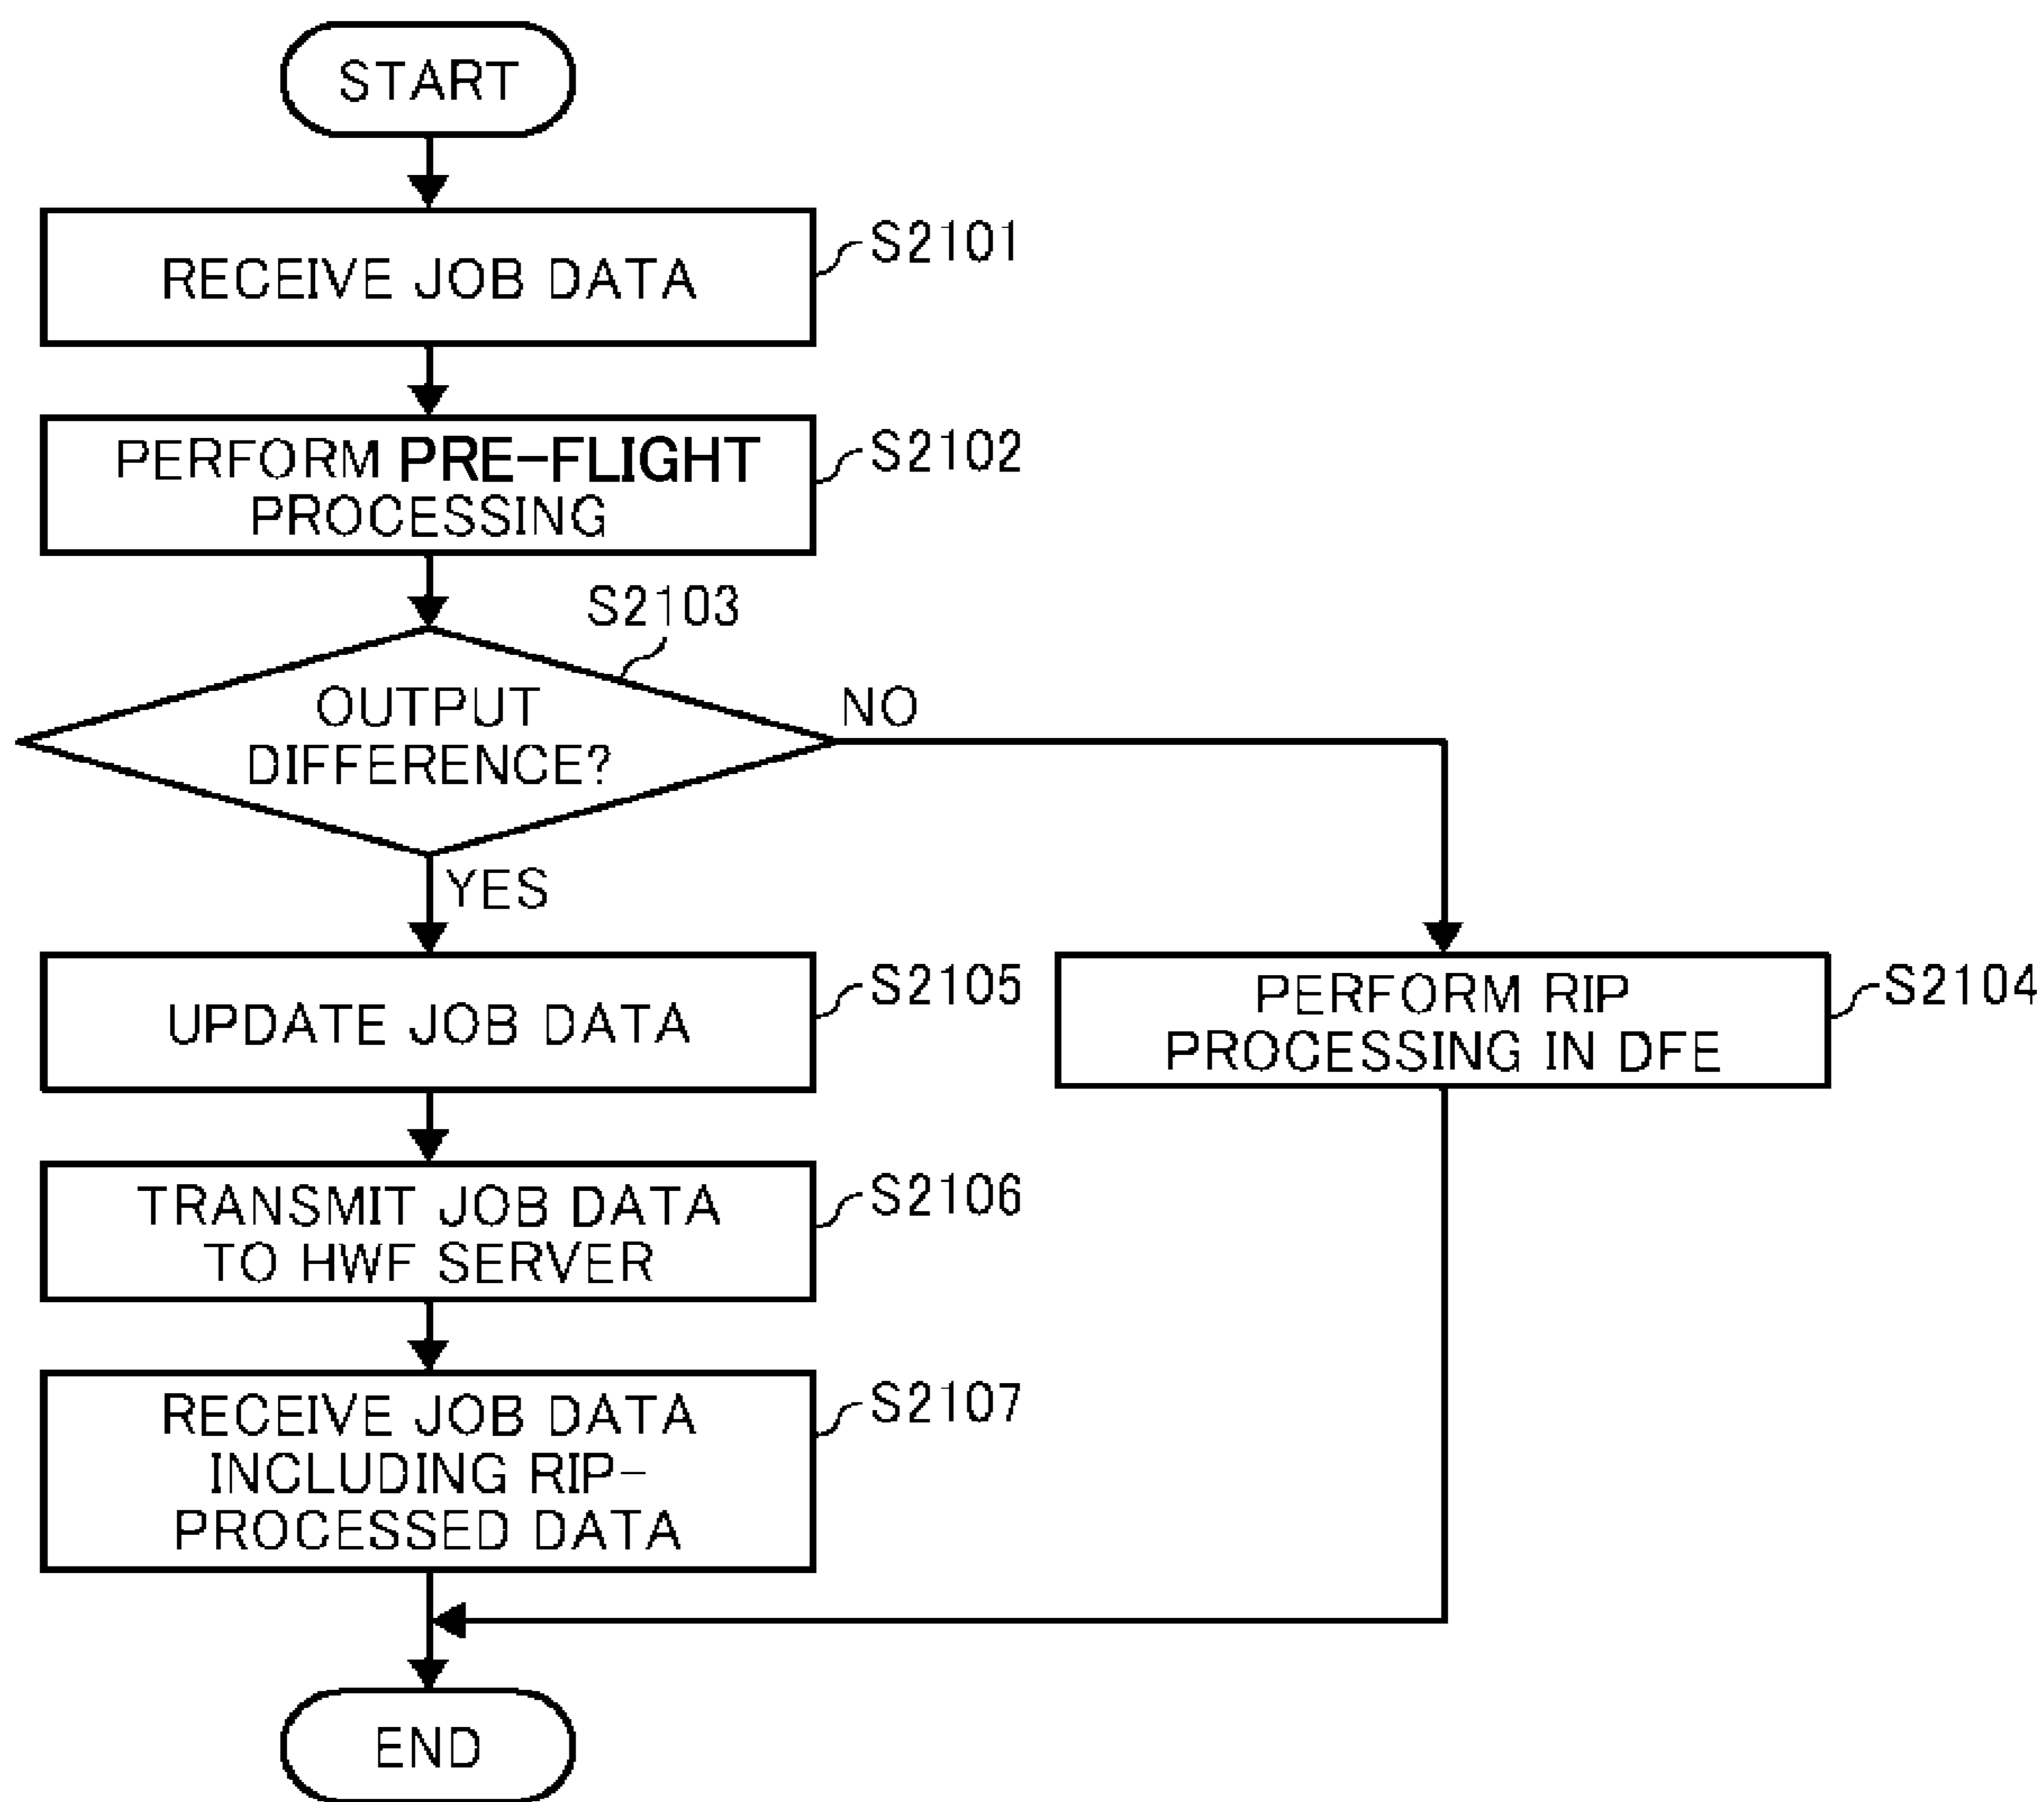 START
RECEIVE JOB DATA
S2101
PERFORM PRE-FLIGHT
PROCESSING
S2102
S2103
OUTPUT
DIFFERENCE?
NO
YES
UPDATE JOB DATA
S2105
PERFORM RIP
PROCESSING IN DFE
S2104
TRANSMIT JOB DATA
TO HWF SERVER
S2106
RECEIVE JOB DATA
INCLUDING RIP-
PROCESSED DATA
S2107
END